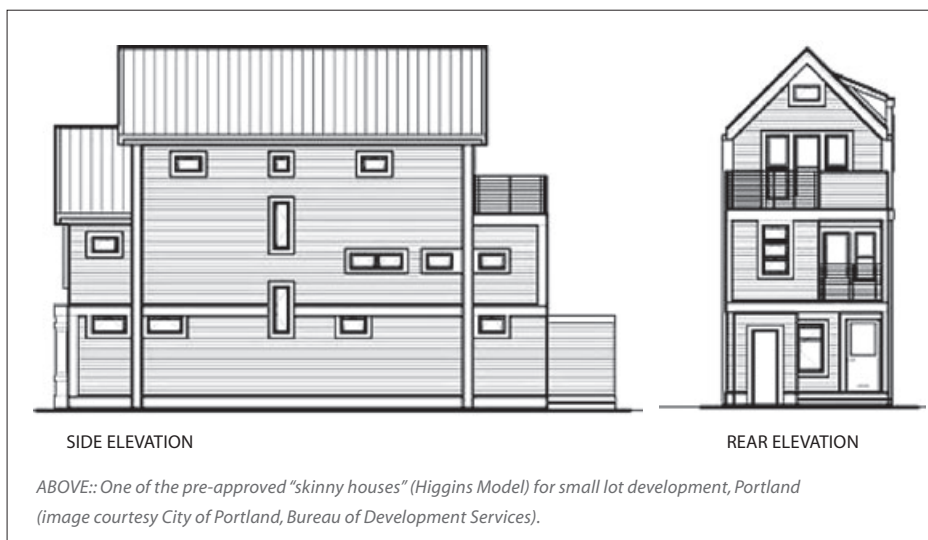 SIDE ELEVATION
REAR ELEVATION
ABOVE:: One of the pre-approved “skinny houses” (Higgins Model) for small lot development, Portland
(image courtesy City of Portland, Bureau of Development Services).